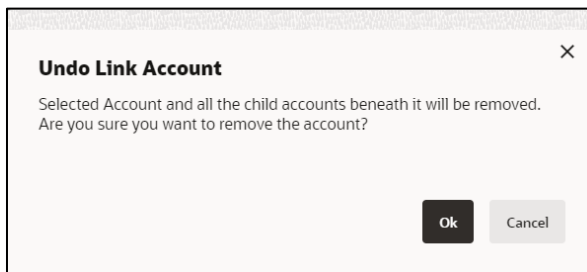 Undo Link Account
Selected Account and all the child accounts beneath it will be removed.
Are you sure you want to remove the account?
Ok Cancel